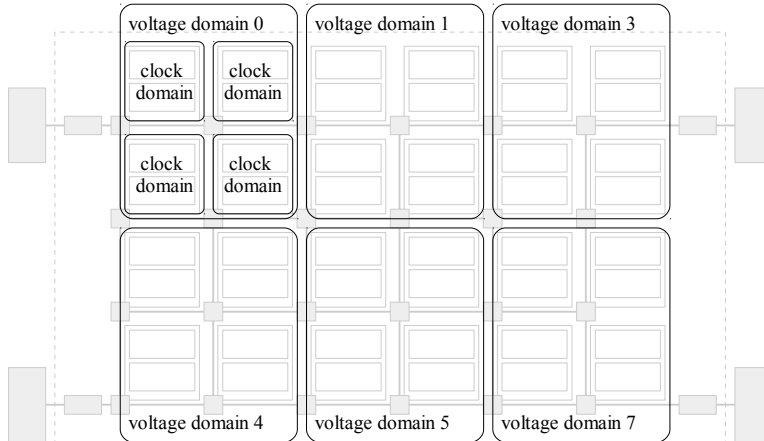 voltage domain 0
voltage domain 1
voltage domain 3
clock
domain
clock
domain
clock
domain
clock
domain
voltage domain 4
voltage domain 5
voltage domain 7